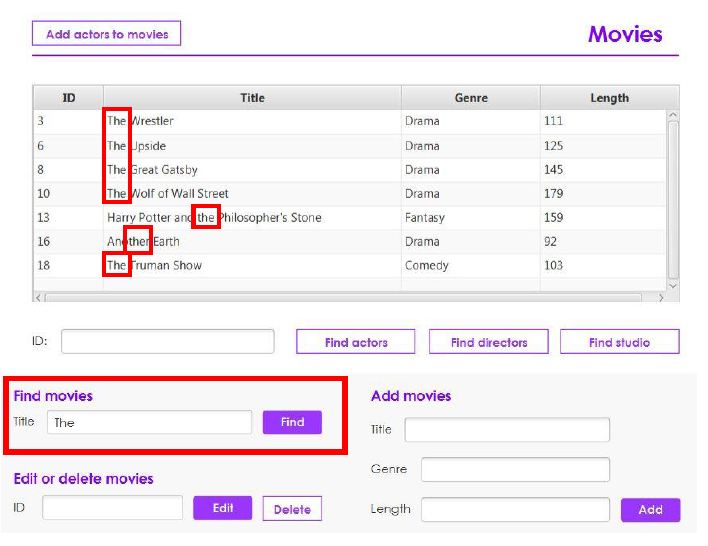 Add actors to movies
Movies
ID Title Genre Length
3 The Wrestler Drama 111
6 The Upside Drama 125
8 The Great Gatsby Drama 145
10 The Wolf of Wall Street Drama 179
13 Harry Potter and the Philosopher's Stone Fantasy 159
16 Another Earth Drama 92
18 The Truman Show Comedy 103
ID: Find actors Find directors Find studio
Find movies
Title The Find
Edit or delete movies
ID Edit Delete
Add movies
Title
Genre
Length Add